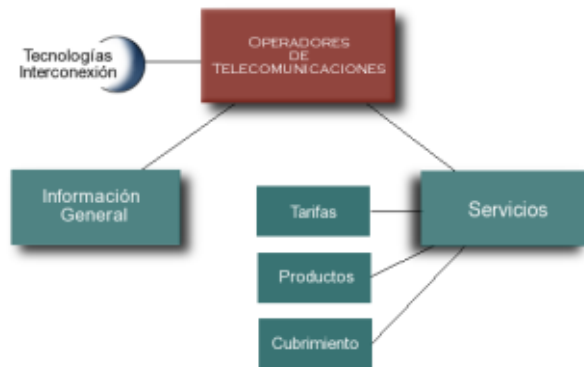 OPERADORES
DE
TELECOMUNICACIONES
Tecnologías
Interconexión
Información
General
Servicios
Tarifas
Productos
Cubrimiento